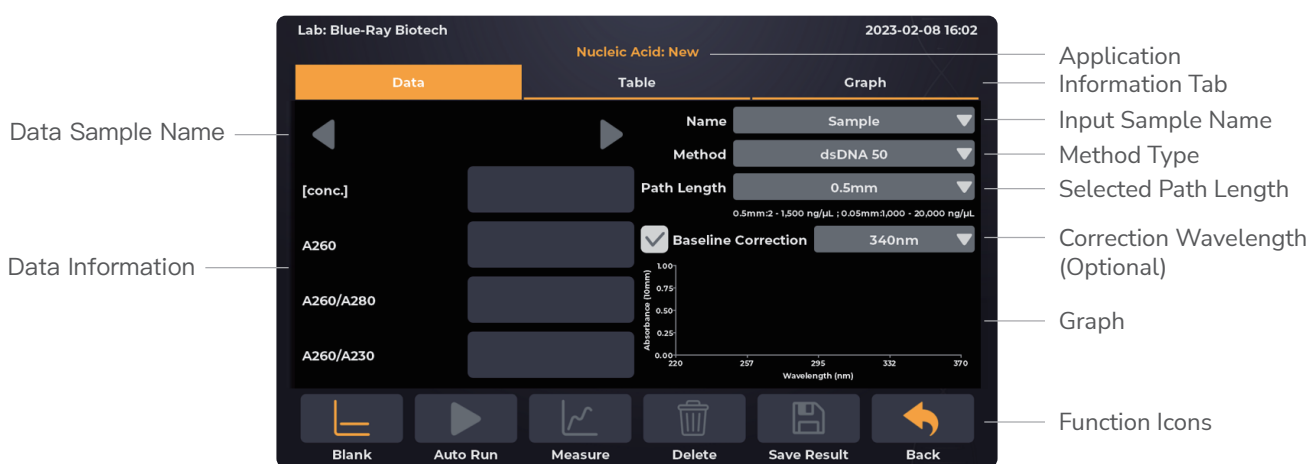 Lab: Blue-Ray Biotech
2023-02-08 16:02
Nucleic Acid: New
Application
Data
Table
Graph
Information Tab
Data Sample Name
Name
Sample
Input Sample Name
Method
dsDNA 50
Method Type
[conc.]
Path Length
0.5mm
Selected Path Length
0.5mm:2 - 1,500 ng/µL ; 0.05mm:1,000 - 20,000 ng/µL
A260
Baseline Correction
340nm
Correction Wavelength
(Optional)
Data Information
A260/A280
A260/A230
Absorbance (10mm)
1.00
0.75
0.50
0.25
0.00
220
257
295
332
370
Wavelength (nm)
Graph
Function Icons
Blank
Auto Run
Measure
Delete
Save Result
Back